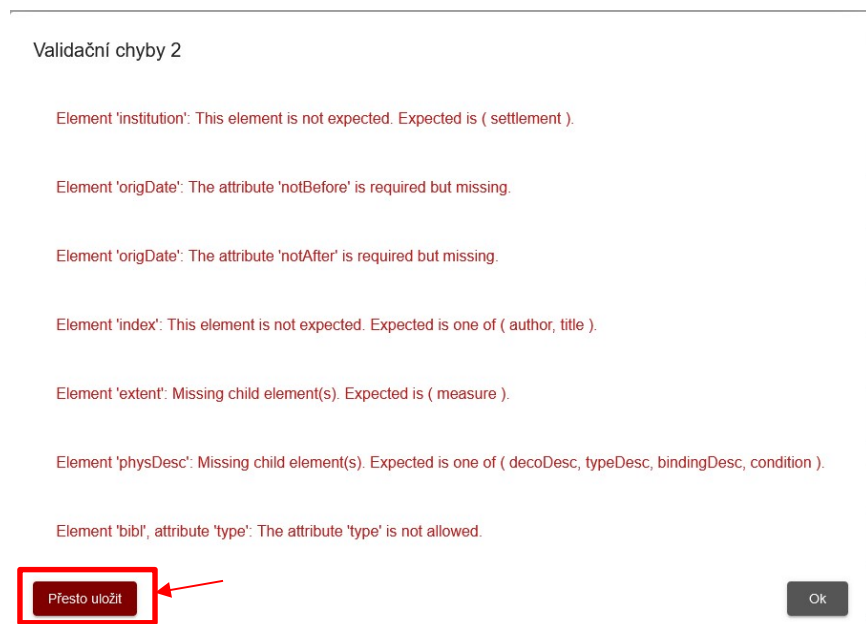 Validační chyby 2
Element 'institution': This element is not expected. Expected is ( settlement ).
Element 'origDate': The attribute 'notBefore' is required but missing.
Element 'origDate': The attribute 'notAfter' is required but missing.
Element 'index': This element is not expected. Expected is one of ( author, title ).
Element 'extent': Missing child element(s). Expected is ( measure ).
Element 'physDesc': Missing child element(s). Expected is one of ( decoDesc, typeDesc, bindingDesc, condition ).
Element 'bibl', attribute 'type': The attribute 'type' is not allowed.
Přesto uložit
Ok